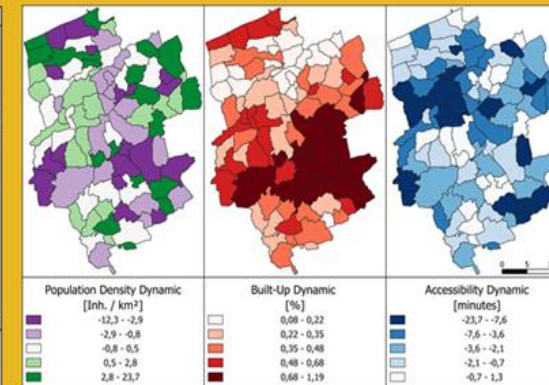 0 5
Population Density Dynamic
[Inh. / km²]
-12,3 - -2,9
-2,9 - -0,8
-0,8 - 0,5
0,5 - 2,8
2,8 - 23,7
Built-Up Dynamic
[%]
0,08 - 0,22
0,22 - 0,35
0,35 - 0,48
0,48 - 0,68
0,68 - 1,19
Accessibility Dynamic
[minutes]
-23,7 - -7,6
-7,6 - -3,6
-3,6 - -2,1
-2,1 - -0,7
-0,7 - 1,3